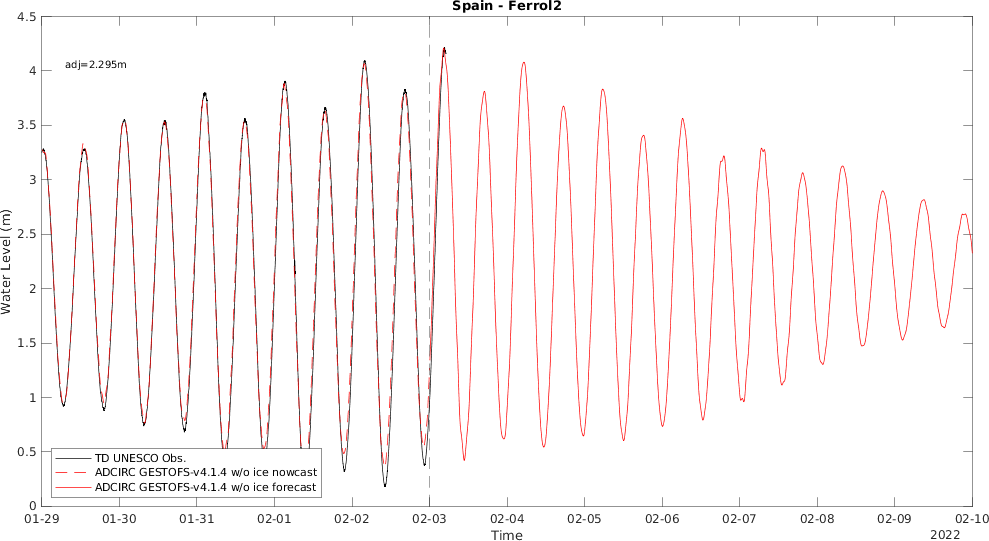 Spain - Ferrol2
adj=2.295m
4.5
4
3.5
3
2.5
2
1.5
1
0.5
0
Water Level (m)
TD UNESCO Obs.
ADCIRC GESTOFS-v4.1.4 w/o ice nowcast
ADCIRC GESTOFS-v4.1.4 w/o ice forecast
01-29 01-30 01-31 02-01 02-02 02-03 02-04 02-05 02-06 02-07 02-08 02-09 02-10
Time
2022